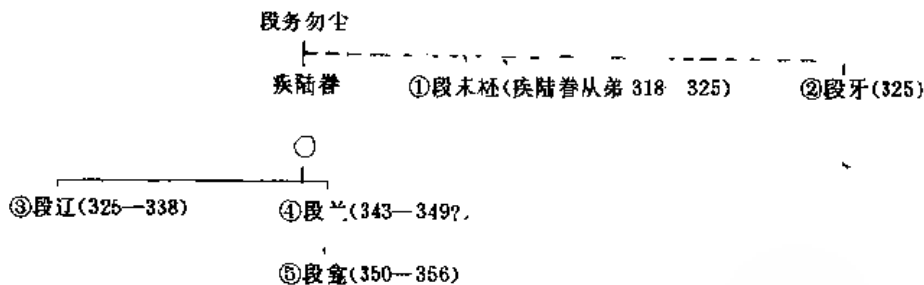 段务勿尘
疾陆眷 ①段末柸(疾陆眷从弟 318 325) ②段牙(325)
○
③段辽(325—338) ④段兰(343—349?)
⑤段龛(350—356)